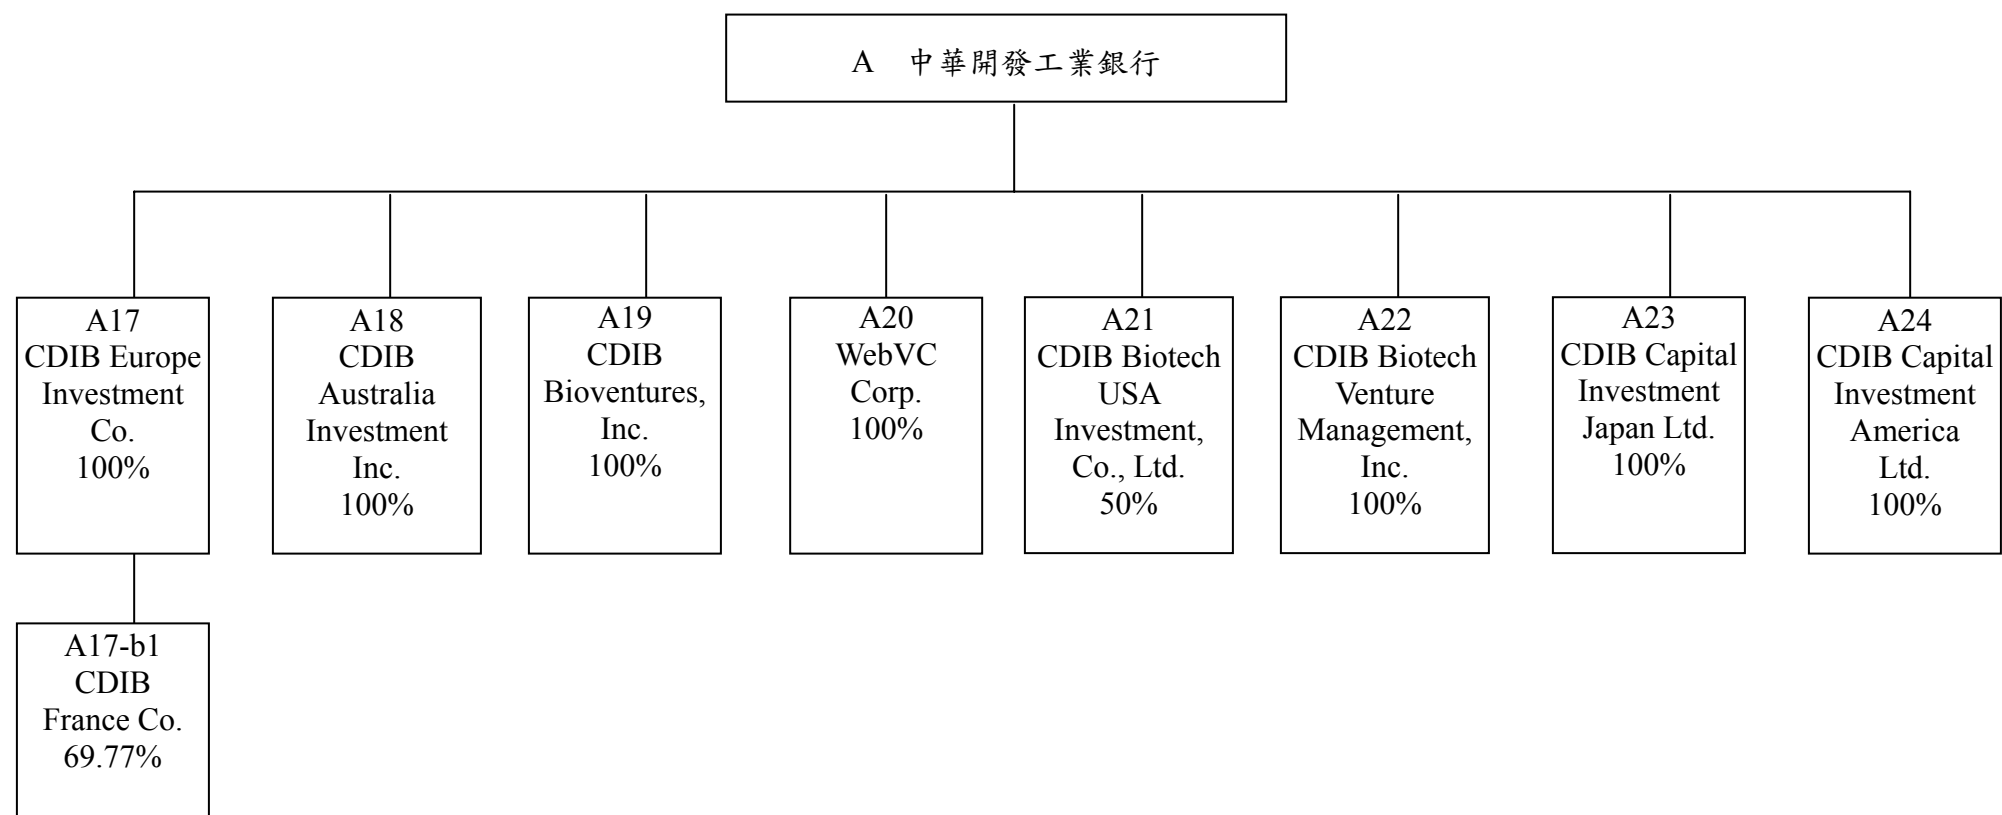 A 中華開發工業銀行
A17
CDIB Europe
Investment
Co.
100%
A18
CDIB
Australia
Investment
Inc.
100%
A19
CDIB
Bioventures,
Inc.
100%
A20
WebVC
Corp.
100%
A21
CDIB Biotech
USA
Investment,
Co., Ltd.
50%
A22
CDIB Biotech
Venture
Management,
Inc.
100%
A23
CDIB Capital
Investment
Japan Ltd.
100%
A24
CDIB Capital
Investment
America
Ltd.
100%
A17-b1
CDIB
France Co.
69.77%